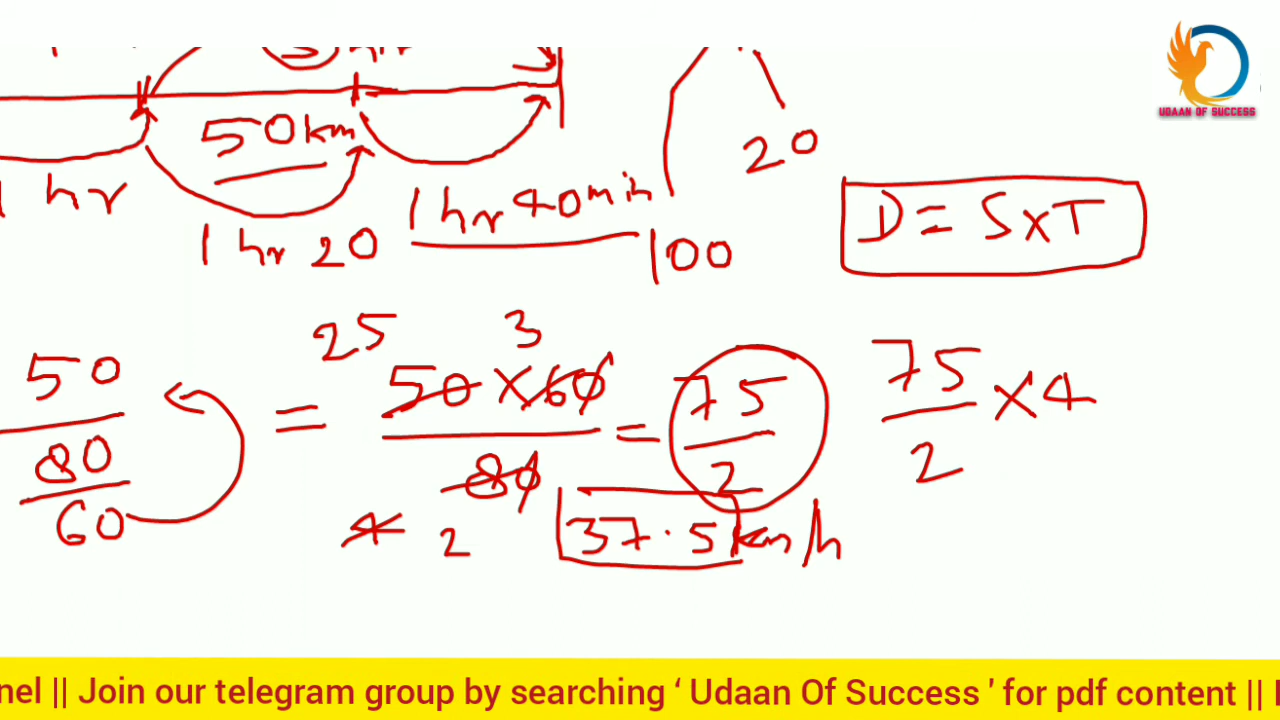 UDAAN OF SUCCESS
50km
20
hr
1 hr 20
1 hr 40 min
100
D = S x T
50
80
60
=
25
3
50 x 60
80
4 2
=
75
2
75
2
x 4
37.5 km/h
nel || Join our telegram group by searching ‘ Udaan Of Success ’ for pdf content ||